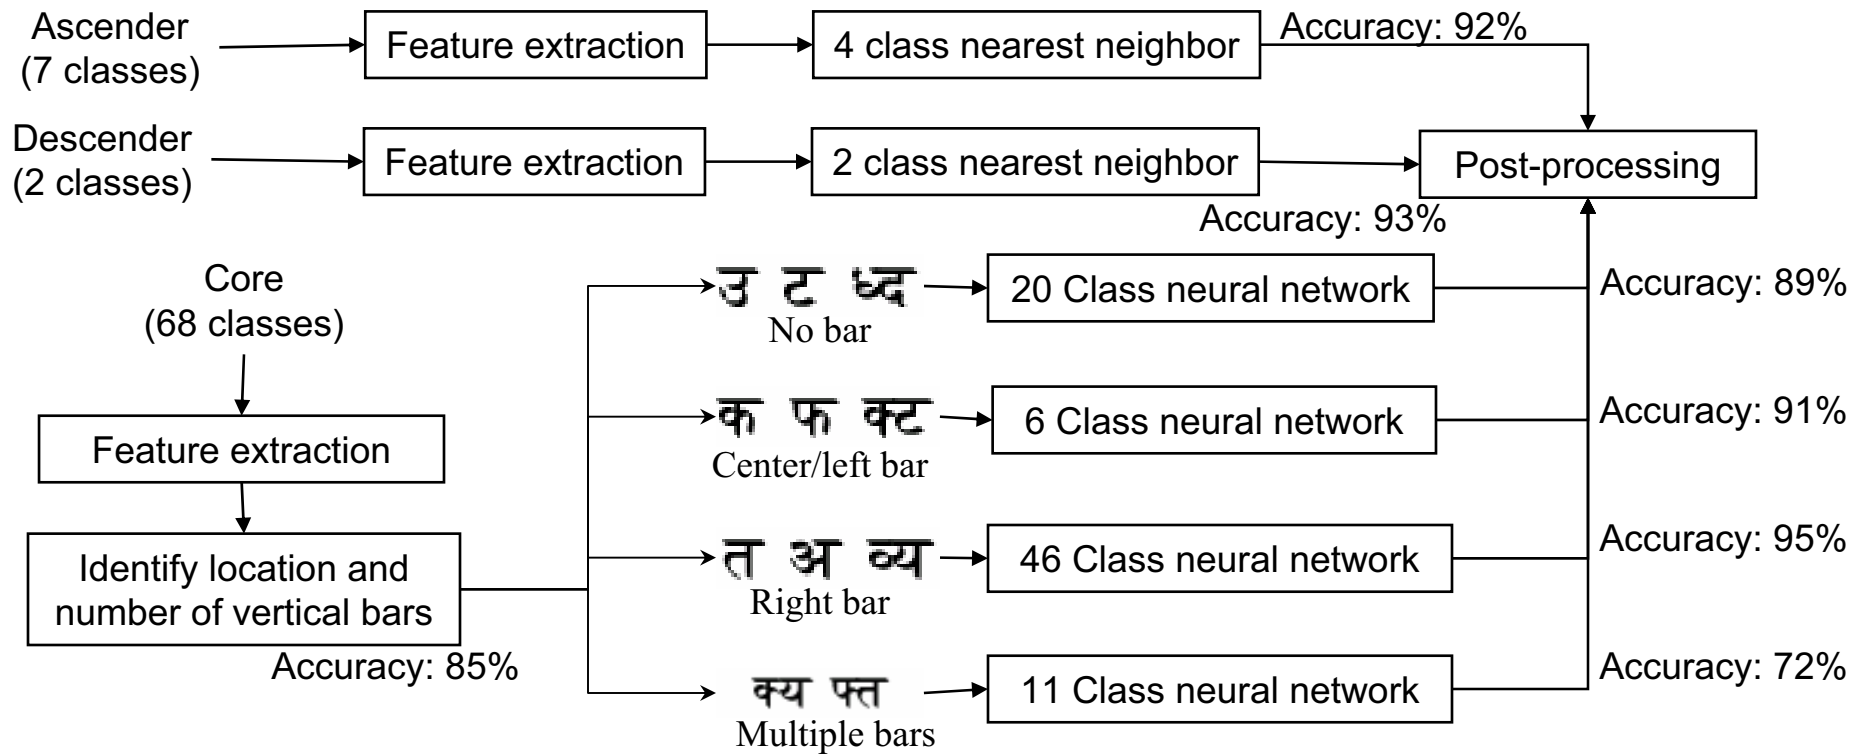 Ascender
(7 classes)
Feature extraction
4 class nearest neighbor
Accuracy: 92%
Descender
(2 classes)
Feature extraction
2 class nearest neighbor
Post-processing
Accuracy: 93%
Core
(68 classes)
उ ट ध्द
No bar
20 Class neural network
Accuracy: 89%
Feature extraction
क फ क्ट
Center/left bar
6 Class neural network
Accuracy: 91%
Identify location and
number of vertical bars
Accuracy: 85%
त अ व्य
Right bar
46 Class neural network
Accuracy: 95%
क्य फ्त
Multiple bars
11 Class neural network
Accuracy: 72%